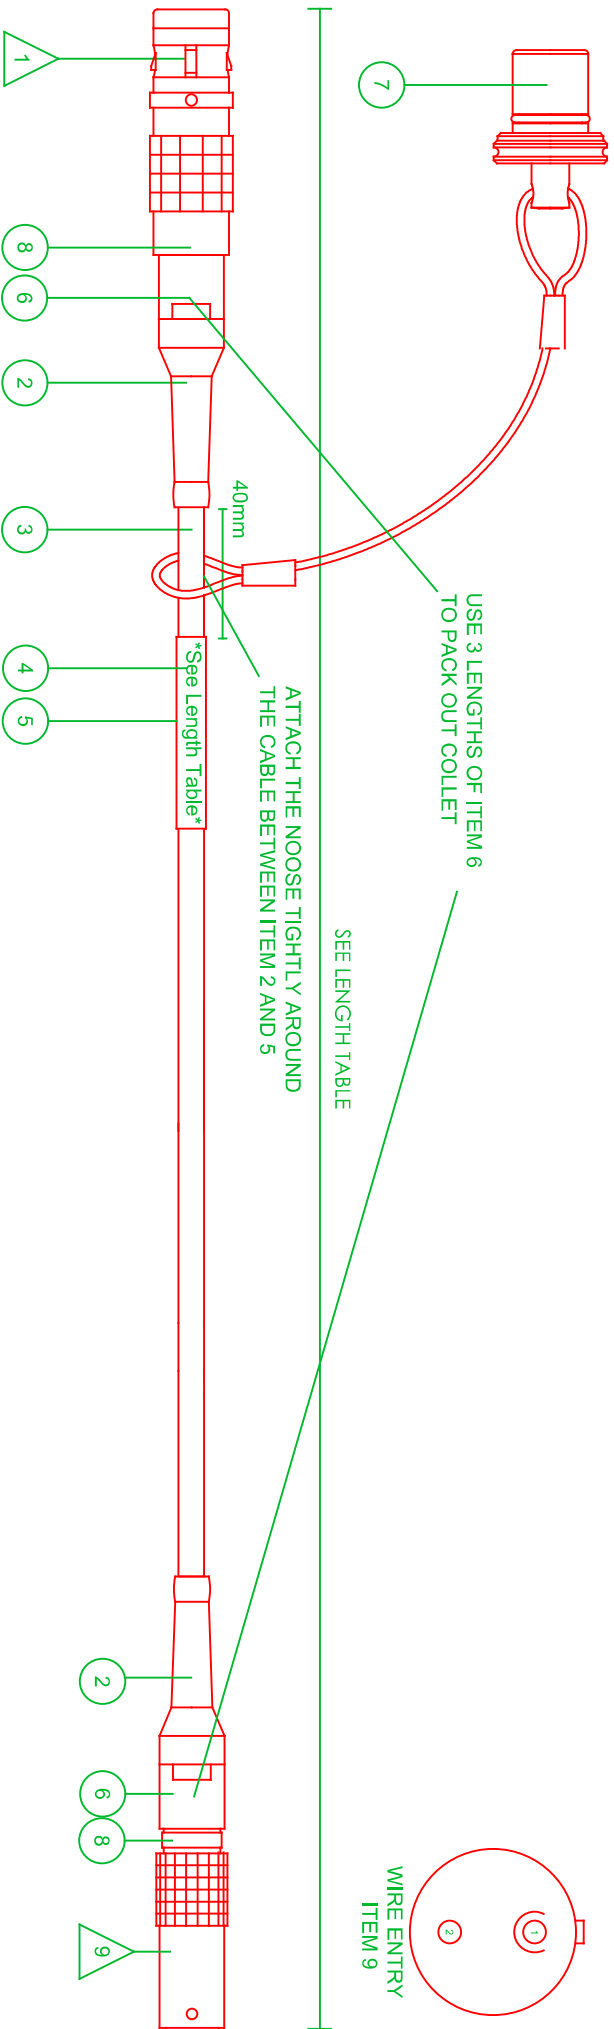 7
USE 3 LENGTHS OF ITEM 6
TO PACK OUT COLLET
WIRE ENTRY
ITEM 9
1
2
SEE LENGTH TABLE
ATTACH THE NOOSE TIGHTLY AROUND
THE CABLE BETWEEN ITEM 2 AND 5
40mm
*See Length Table*
1
8
6
2
3
4
5
2
6
8
9